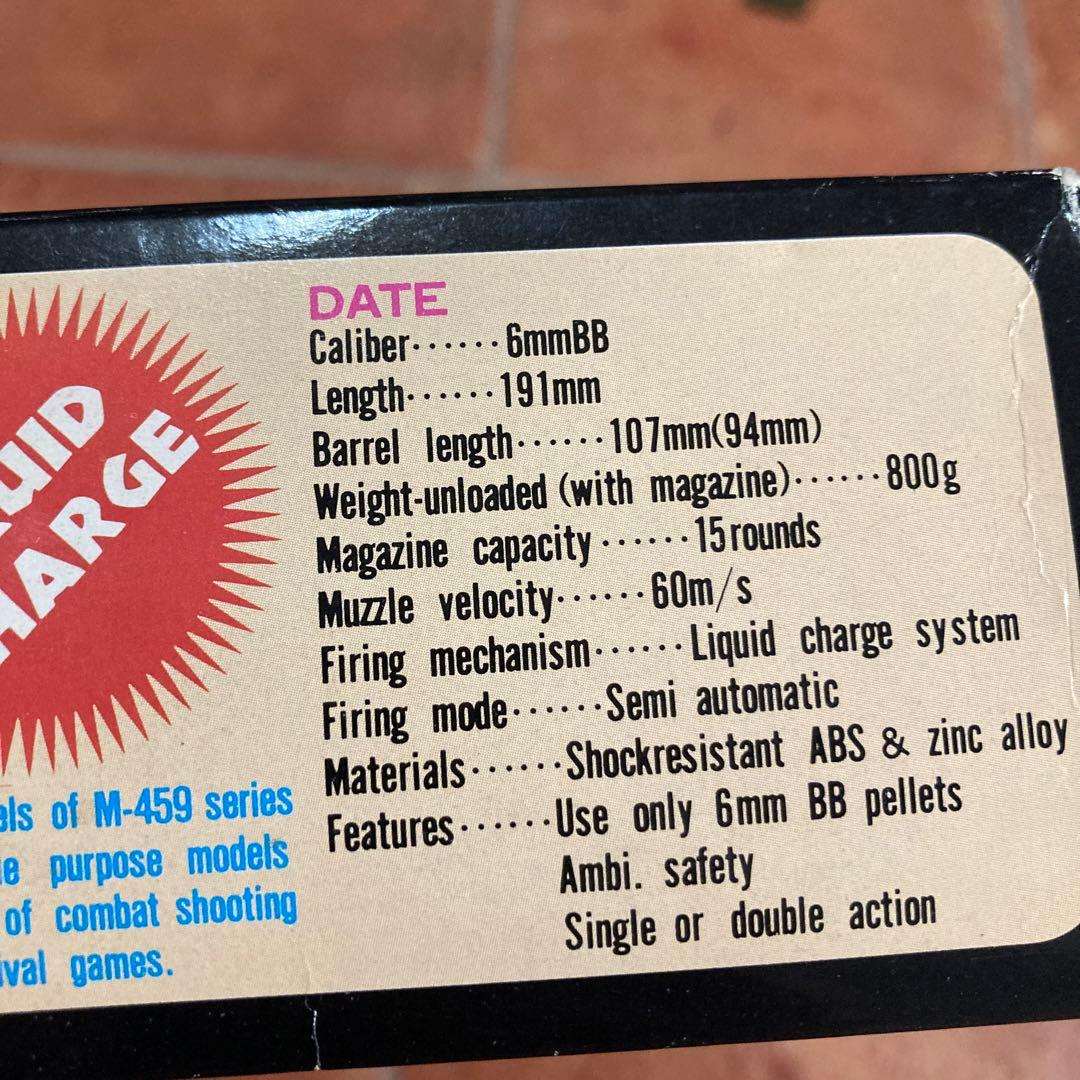 CHARGE
DATE
Caliber······6mmBB
Length······191mm
Barrel length······107mm(94mm)
Weight-unloaded (with magazine)······800g
Magazine capacity······15rounds
Muzzle velocity······60m/s
Firing mechanism······Liquid charge system
Firing mode······Semi automatic
Materials······Shockresistant ABS & zinc alloy
Features······Use only 6mm BB pellets
Ambi. safety
Single or double action
of M-459 series
purpose models
of combat shooting
games.